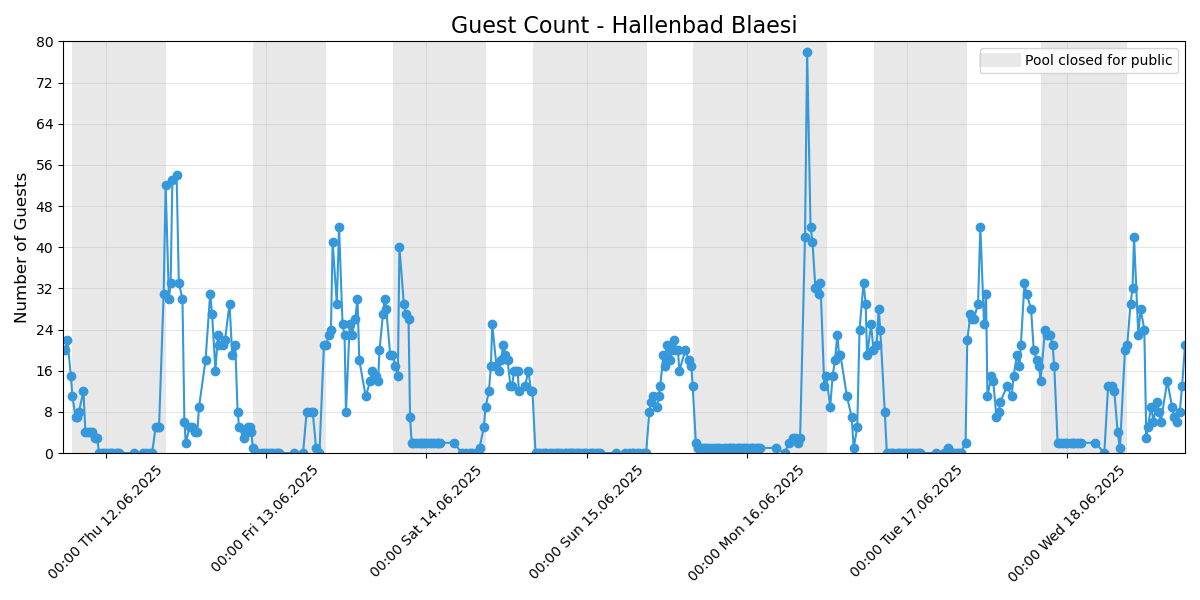 Guest Count - Hallenbad Blaesi
Pool closed for public
Number of Guests
80
72
64
56
48
40
32
24
16
8
0
00:00 Thu 12.06.2025
00:00 Fri 13.06.2025
00:00 Sat 14.06.2025
00:00 Sun 15.06.2025
00:00 Mon 16.06.2025
00:00 Tue 17.06.2025
00:00 Wed 18.06.2025